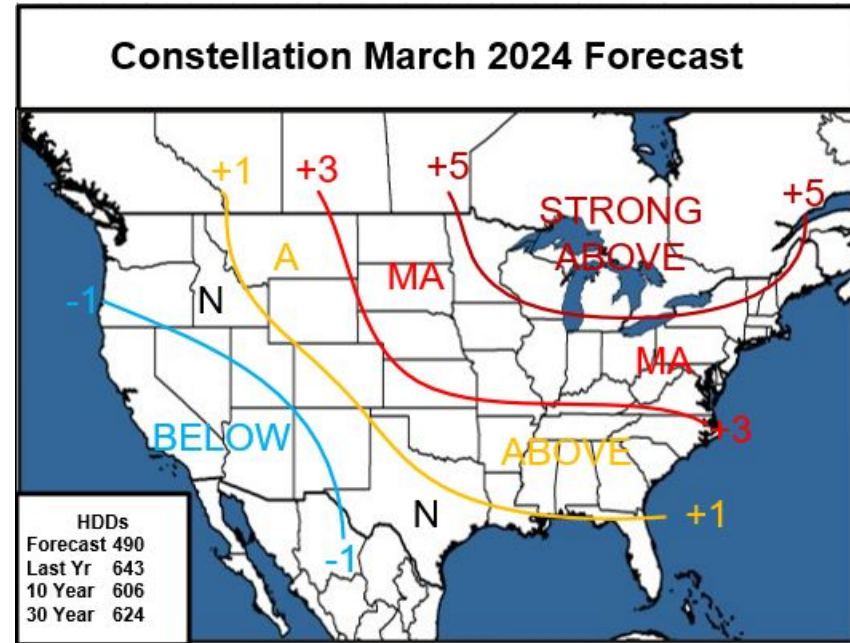 Constellation March 2024 Forecast
+1
+3
+5
+5
STRONG
ABOVE
A
MA
-1
N
MA
BELOW
ABOVE
+3
N
+1
-1
HDDs
Forecast 490
Last Yr 643
10 Year 606
30 Year 624